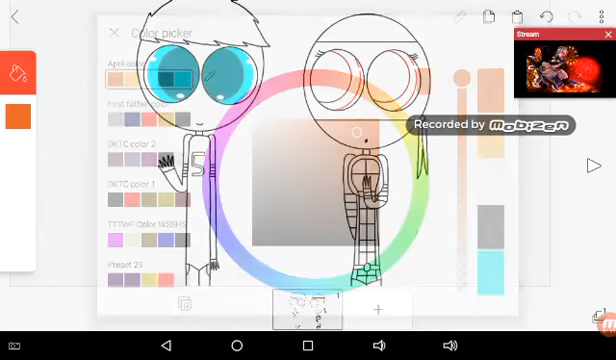 Color picker
Stream
April color
First father color
Recorded by mobizen
DKTC color 2
S
DKTC color 1
TTTWF Color WSSHS
Preset 29